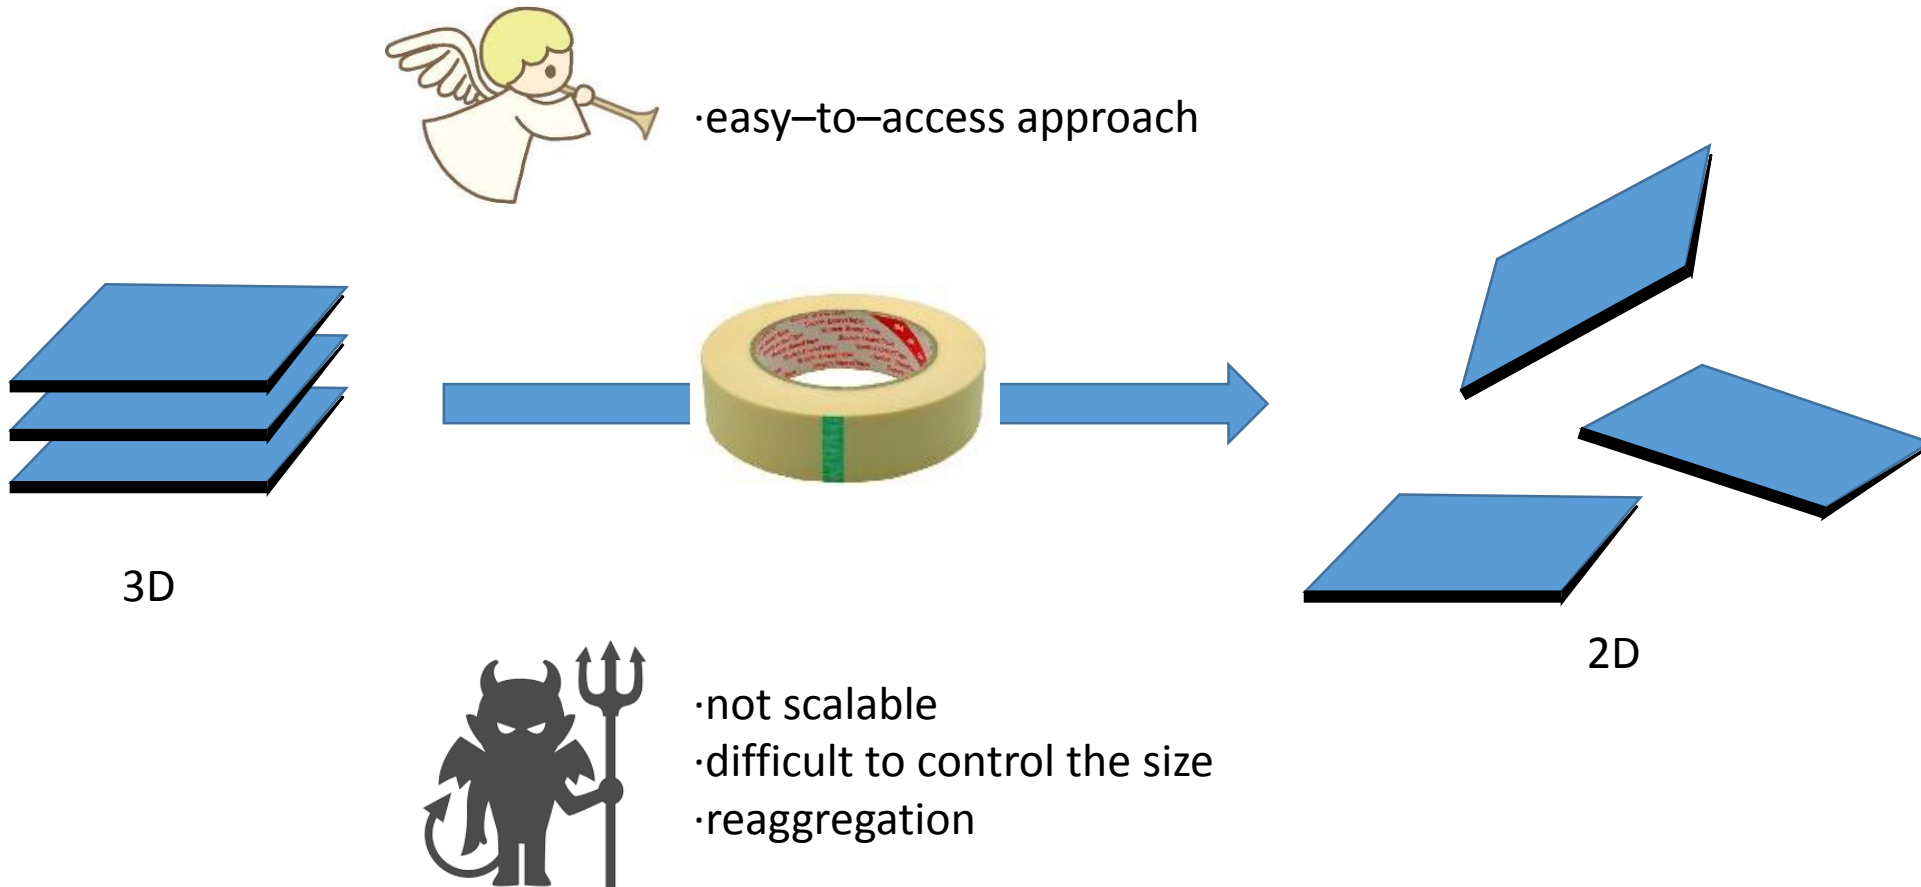 ·easy–to–access approach
3D
2D
·not scalable
·difficult to control the size
·reaggregation